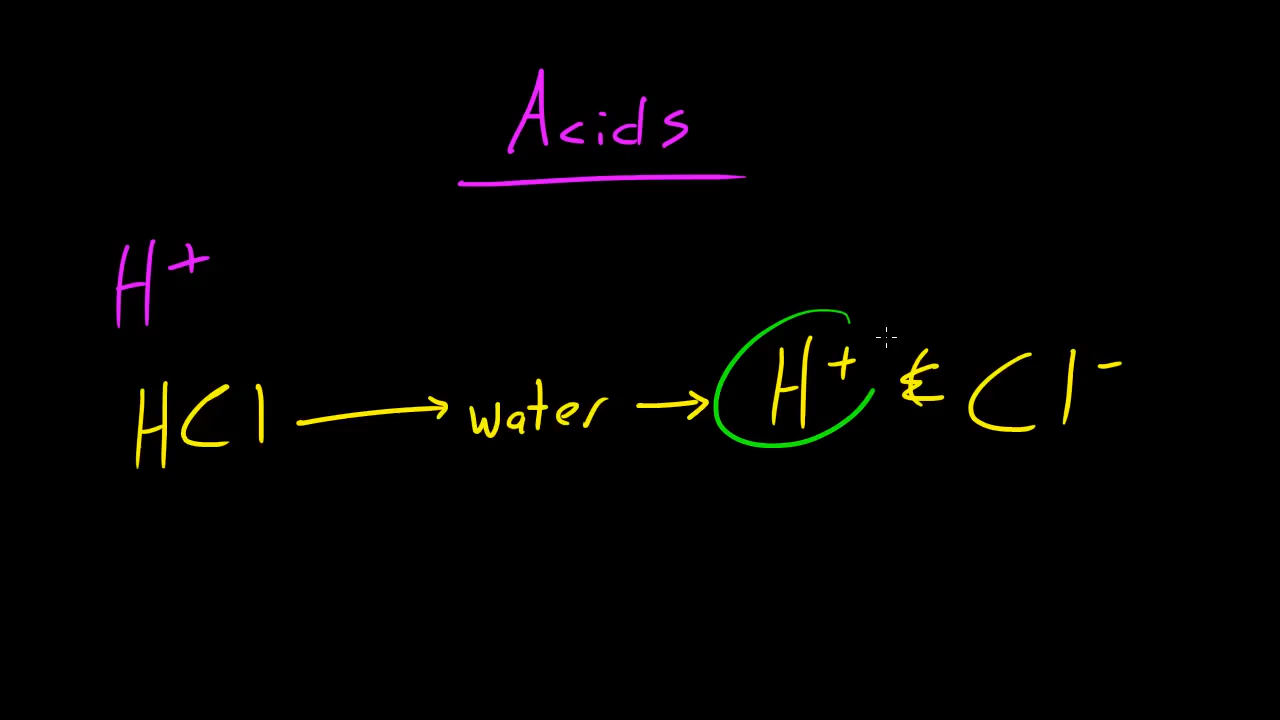 Acids
H⁺
HCl → water → H⁺ & Cl⁻